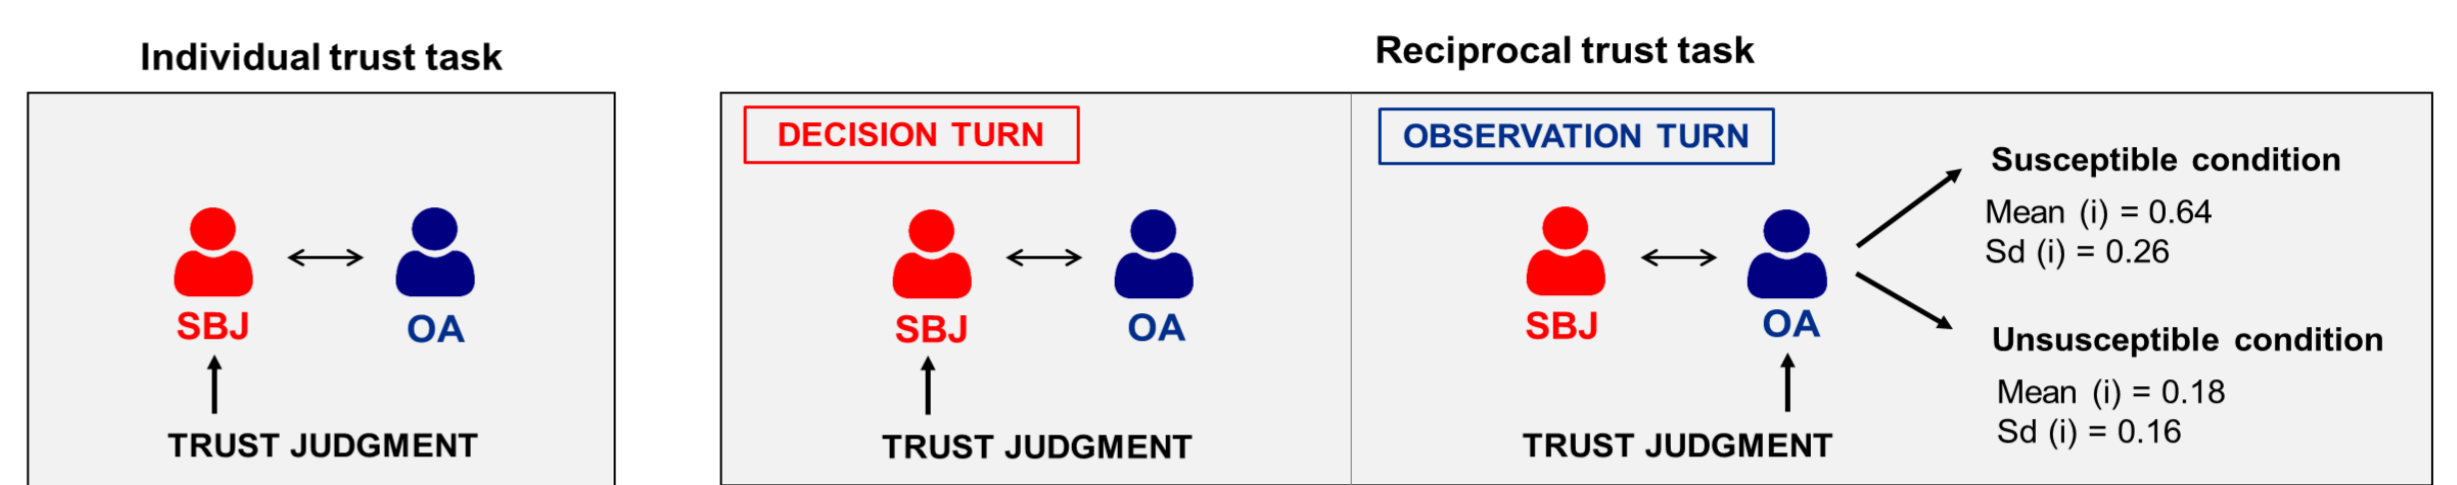 Individual trust task
SBJ
OA
TRUST JUDGMENT
Reciprocal trust task
DECISION TURN
SBJ
OA
TRUST JUDGMENT
OBSERVATION TURN
SBJ
OA
TRUST JUDGMENT
Susceptible condition
Mean (i) = 0.64
Sd (i) = 0.26
Unsusceptible condition
Mean (i) = 0.18
Sd (i) = 0.16